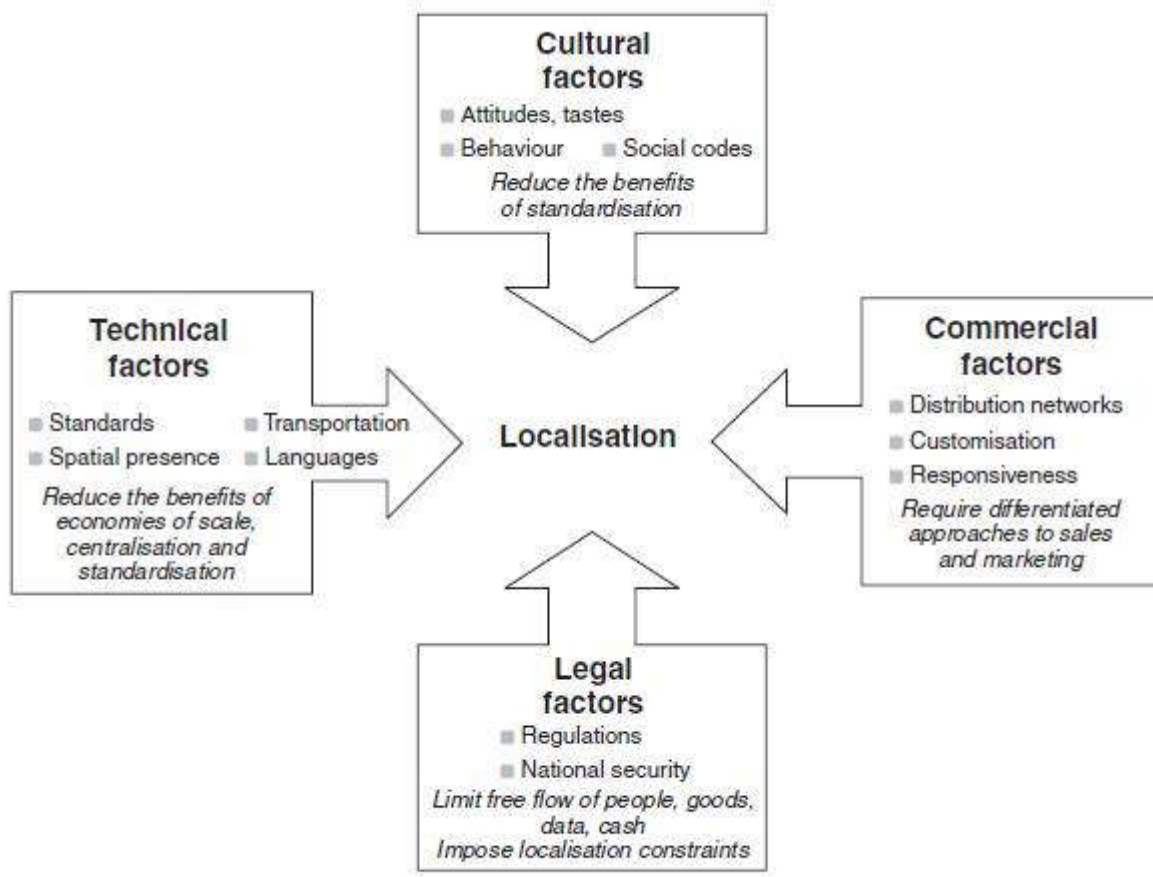 Cultural
factors
Attitudes, tastes
Behaviour Social codes
Reduce the benefits
of standardisation
Technical
factors
Standards Transportation
Spatial presence Languages
Reduce the benefits of
economies of scale,
centralisation and
standardisation
Localisation
Commercial
factors
Distribution networks
Customisation
Responsiveness
Require differentiated
approaches to sales
and marketing
Legal
factors
Regulations
National security
Limit free flow of people, goods,
data, cash
Impose localisation constraints